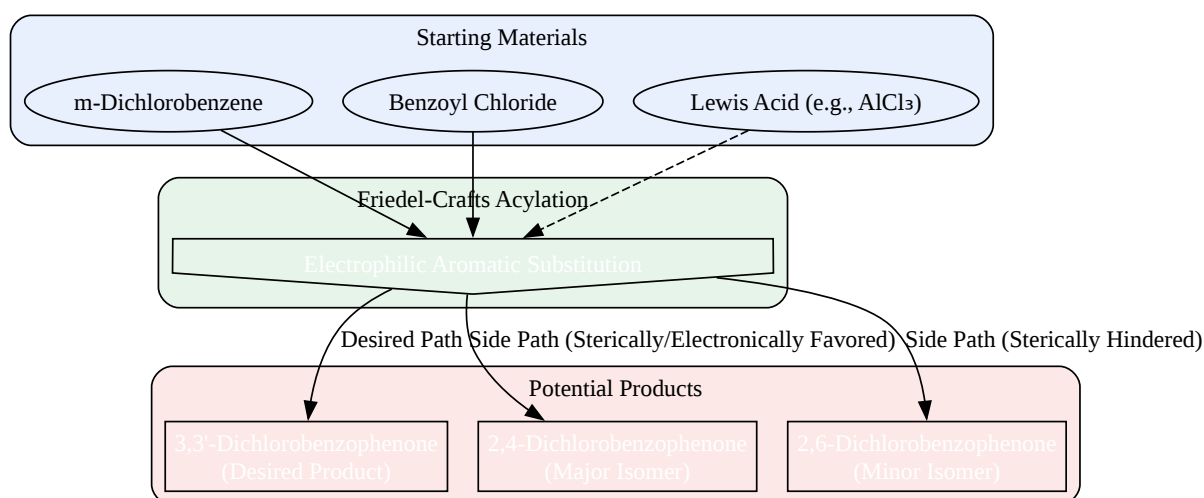 Starting Materials
m-Dichlorobenzene
Benzoyl Chloride
Lewis Acid (e.g., AlCl₃)
Friedel-Crafts Acylation
Electrophilic Aromatic Substitution
Desired Path
Side Path (Sterically/Electronically Favored)
Side Path (Sterically Hindered)
Potential Products
3,3'-Dichlorobenzophenone
(Desired Product)
2,4-Dichlorobenzophenone
(Major Isomer)
2,6-Dichlorobenzophenone
(Minor Isomer)